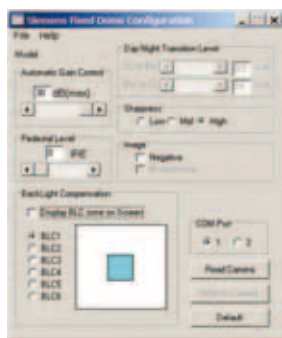 Siemens Fixed Dome Configuration
File Help
Model
Automatic Gain Control
dB(max)
Day Night Transition Level
Sharpness
Low Mid High
Pedestal Level
IRE
Image
Negative
BackLight Compensation
Display BLC zone on Screen
BLC1
BLC2
BLC3
BLC4
BLC5
BLC6
COM Port
1 2
Read Camera
Default